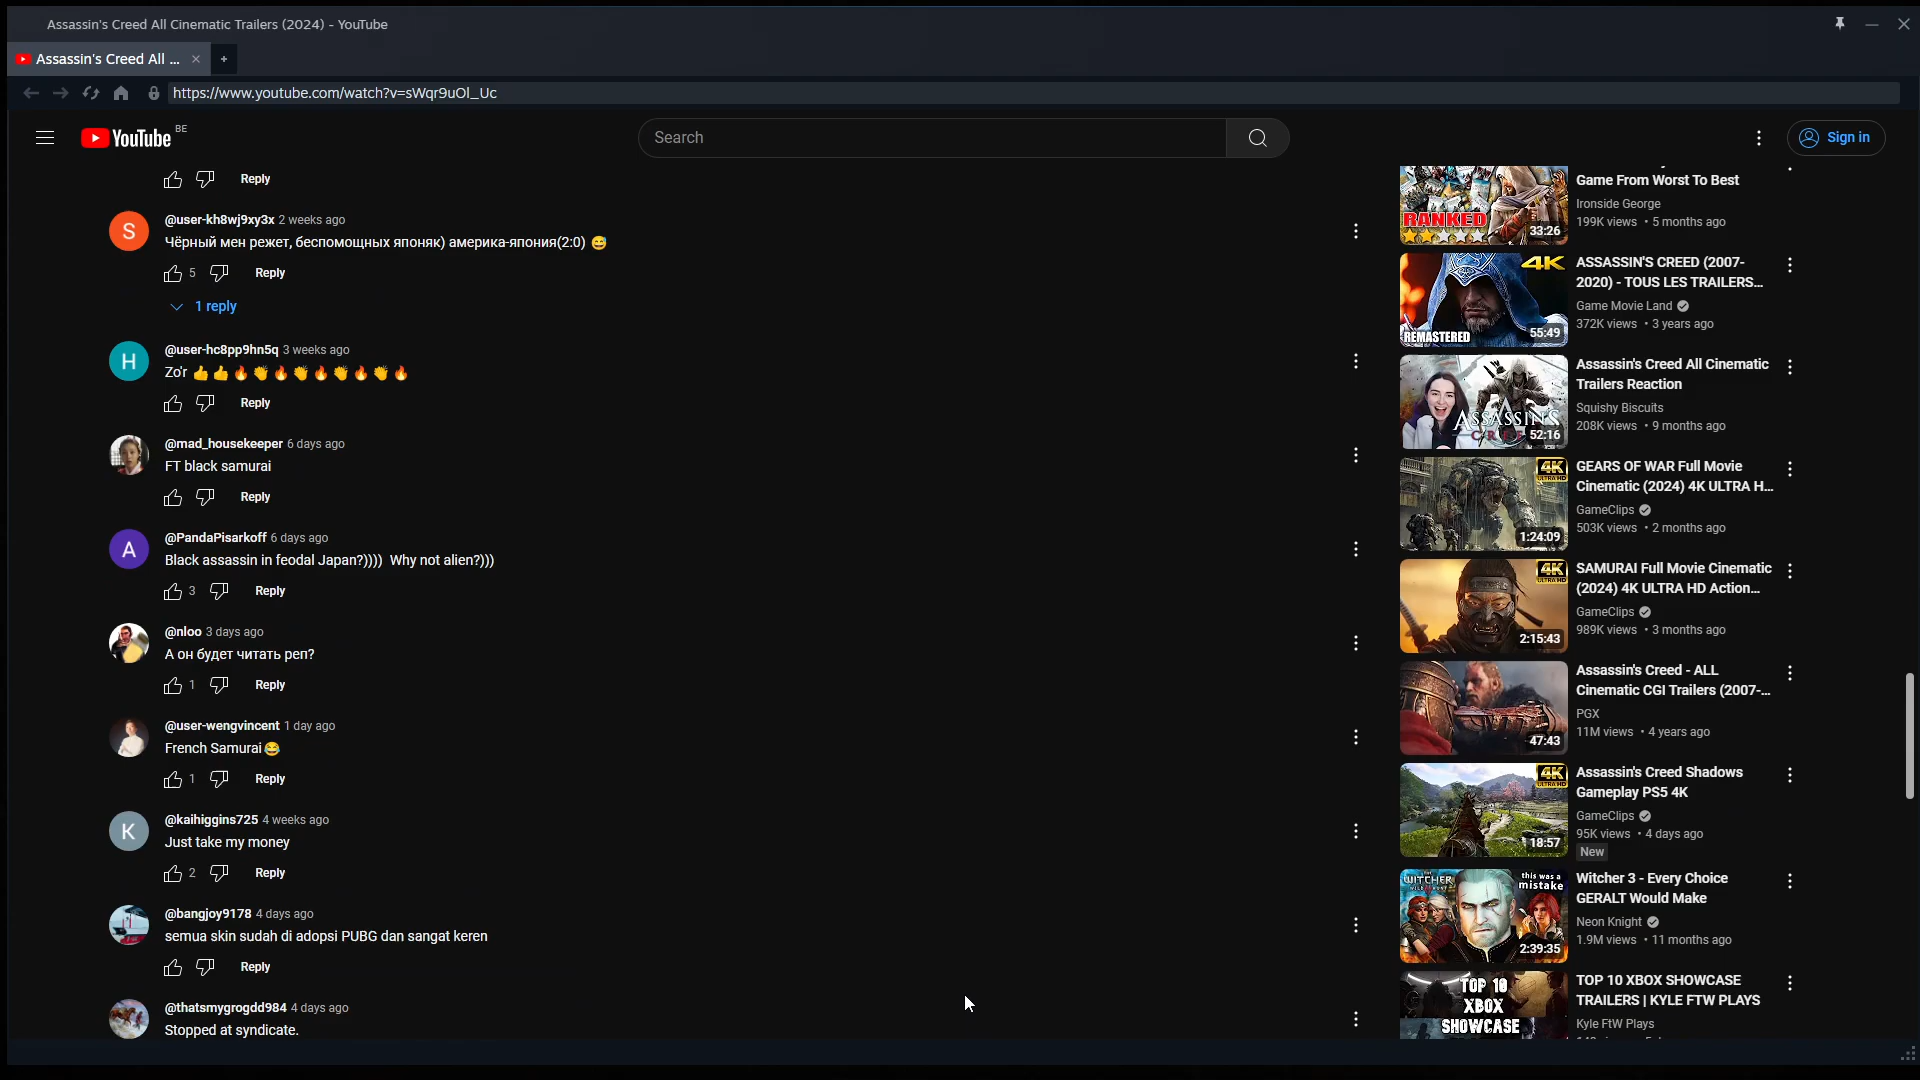 Assassin's Creed All Cinematic Trailers (2024) - YouTube
Assassin's Creed All ...
https://www.youtube.com/watch?v=sWqr9uOl_Uc
YouTube BE
Search
Sign in
Reply
@user-kh8wj9xy3x 2 weeks ago
Чёрный мен режет, беспомощных японяк) америка-япония(2:0) 😅
5 Reply
1 reply
@user-hc8pp9hn5q 3 weeks ago
Zo'r 👍👍🔥👏🔥👏🔥👏🔥👏🔥
Reply
@mad_housekeeper 6 days ago
FT black samurai
Reply
@PandaPisarkoff 6 days ago
Black assassin in feodal Japan?)))) Why not alien?)))
3 Reply
@nloo 3 days ago
А он будет читать реп?
1 Reply
@user-wengvincent 1 day ago
French Samurai😂
1 Reply
@kaihiggins725 4 weeks ago
Just take my money
2 Reply
@bangjoy9178 4 days ago
semua skin sudah di adopsi PUBG dan sangat keren
Reply
@thatsmygrogdd984 4 days ago
Stopped at syndicate.
RANKED
33:26
Game From Worst To Best
Ironside George
199K views • 5 months ago
4K
REMASTERED
55:49
ASSASSIN'S CREED (2007-
2020) - TOUS LES TRAILERS...
Game Movie Land
372K views • 3 years ago
ASSASSIN'S
52:16
Assassin's Creed All Cinematic
Trailers Reaction
Squishy Biscuits
208K views • 9 months ago
4K
ULTRA HD
1:24:09
GEARS OF WAR Full Movie
Cinematic (2024) 4K ULTRA H...
GameClips
503K views • 2 months ago
4K
ULTRA HD
2:15:43
SAMURAI Full Movie Cinematic
(2024) 4K ULTRA HD Action...
GameClips
989K views • 3 months ago
47:43
Assassin's Creed - ALL
Cinematic CGI Trailers (2007-...
PGX
11M views • 4 years ago
4K
ULTRA HD
18:57
Assassin's Creed Shadows
Gameplay PS5 4K
GameClips
95K views • 4 days ago
New
WITCHER
this was a
mistake
2:39:35
Witcher 3 - Every Choice
GERALT Would Make
Neon Knight
1.9M views • 11 months ago
TOP 10
XBOX
SHOWCASE
TOP 10 XBOX SHOWCASE
TRAILERS | KYLE FTW PLAYS
Kyle FtW Plays